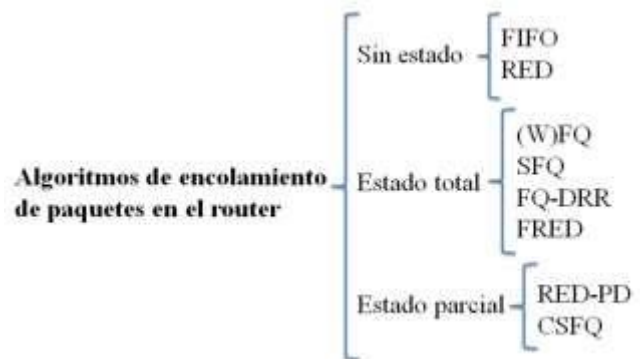 Algoritmos de encolamiento
de paquetes en el router
Sin estado
FIFO
RED
Estado total
(W)FQ
SFQ
FQ-DRR
FRED
Estado parcial
RED-PD
CSFQ